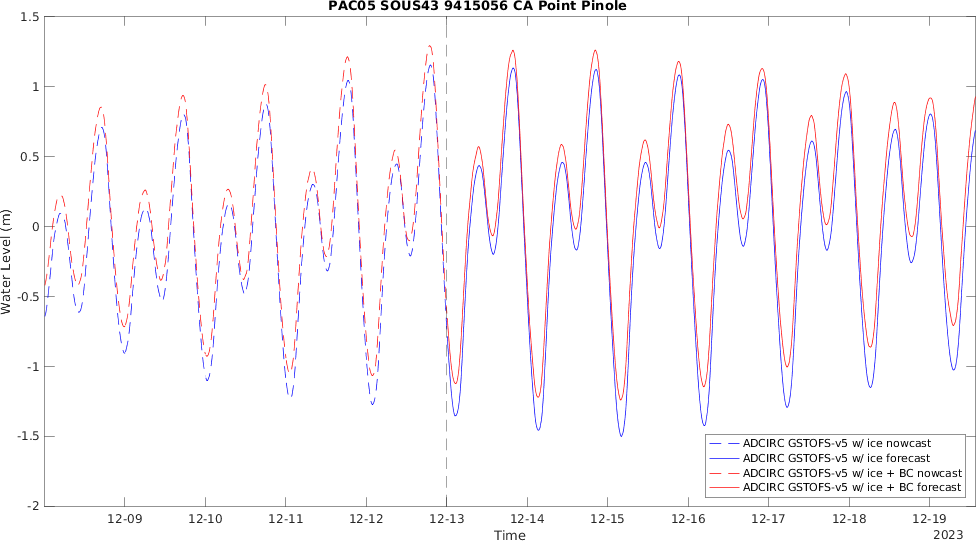 PAC05 SOUS43 9415056 CA Point Pinole
1.5
1
0.5
0
-0.5
-1
-1.5
-2
Water Level (m)
12-09 12-10 12-11 12-12 12-13 12-14 12-15 12-16 12-17 12-18 12-19
Time
2023
ADCIRC GSTOFS-v5 w/ ice nowcast
ADCIRC GSTOFS-v5 w/ ice forecast
ADCIRC GSTOFS-v5 w/ ice + BC nowcast
ADCIRC GSTOFS-v5 w/ ice + BC forecast